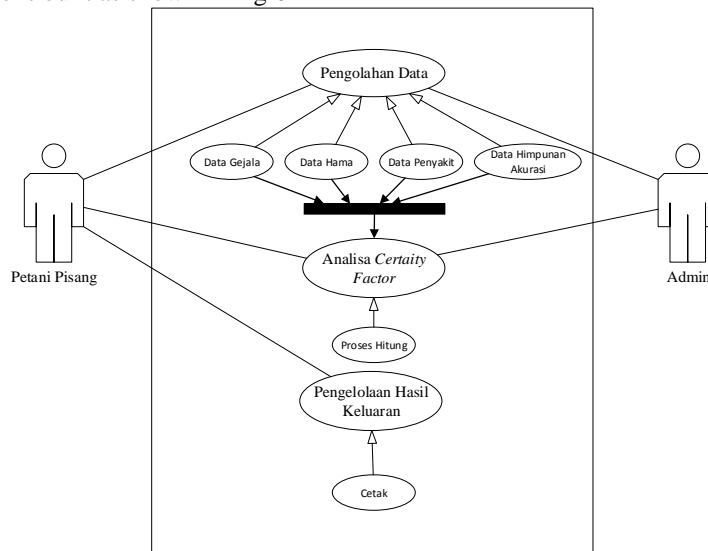 Pengolahan Data
Data Gejala
Data Hama
Data Penyakit
Data Himpunan
Akurasi
Petani Pisang
Admin
Analisa Certaity
Factor
Proses Hitung
Pengelolaan Hasil
Keluaran
Cetak